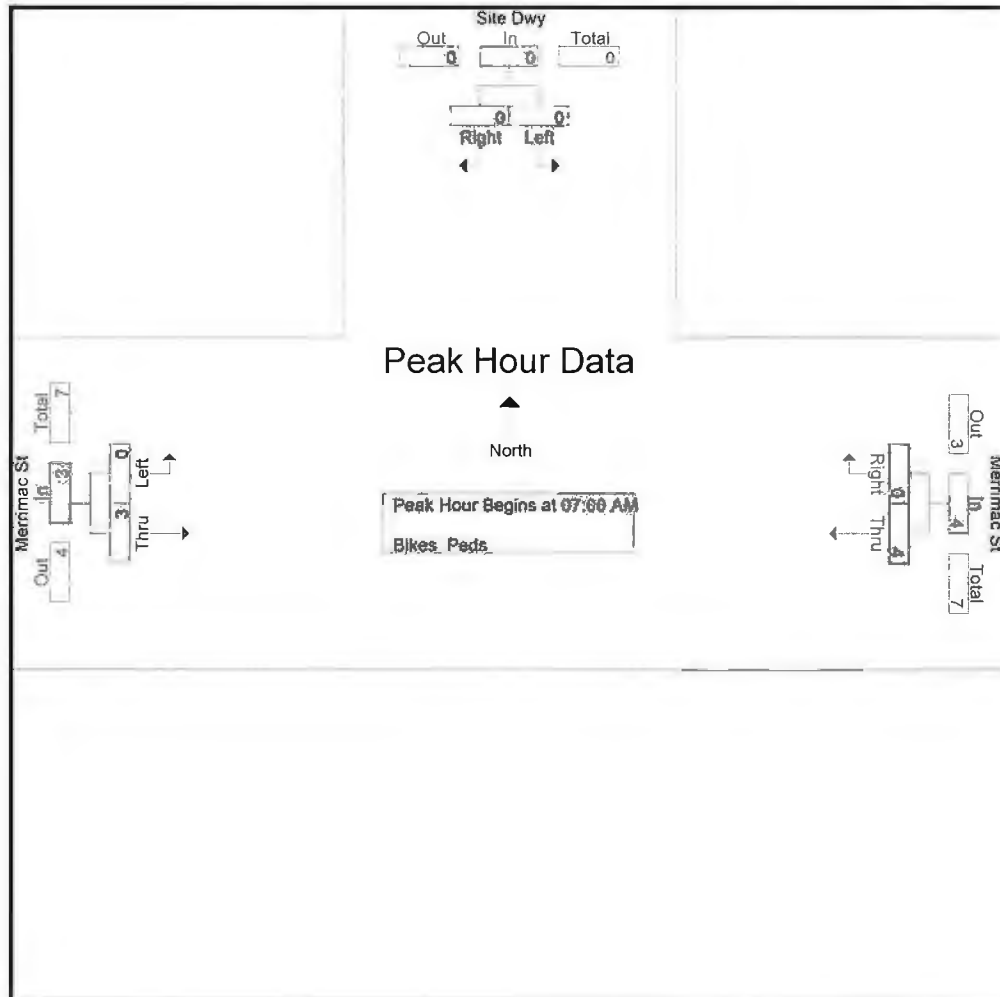 Site Dwy
Out In Total
0 0 0
0 0
Right Left
Peak Hour Data
North
Peak Hour Begins at 07:00 AM
Bikes Peds
Merrimac St
Total In Out
7 3 4
0 3
Left Thru
Right Thru
0 4
Out In Total
3 4 7
Merrimac St